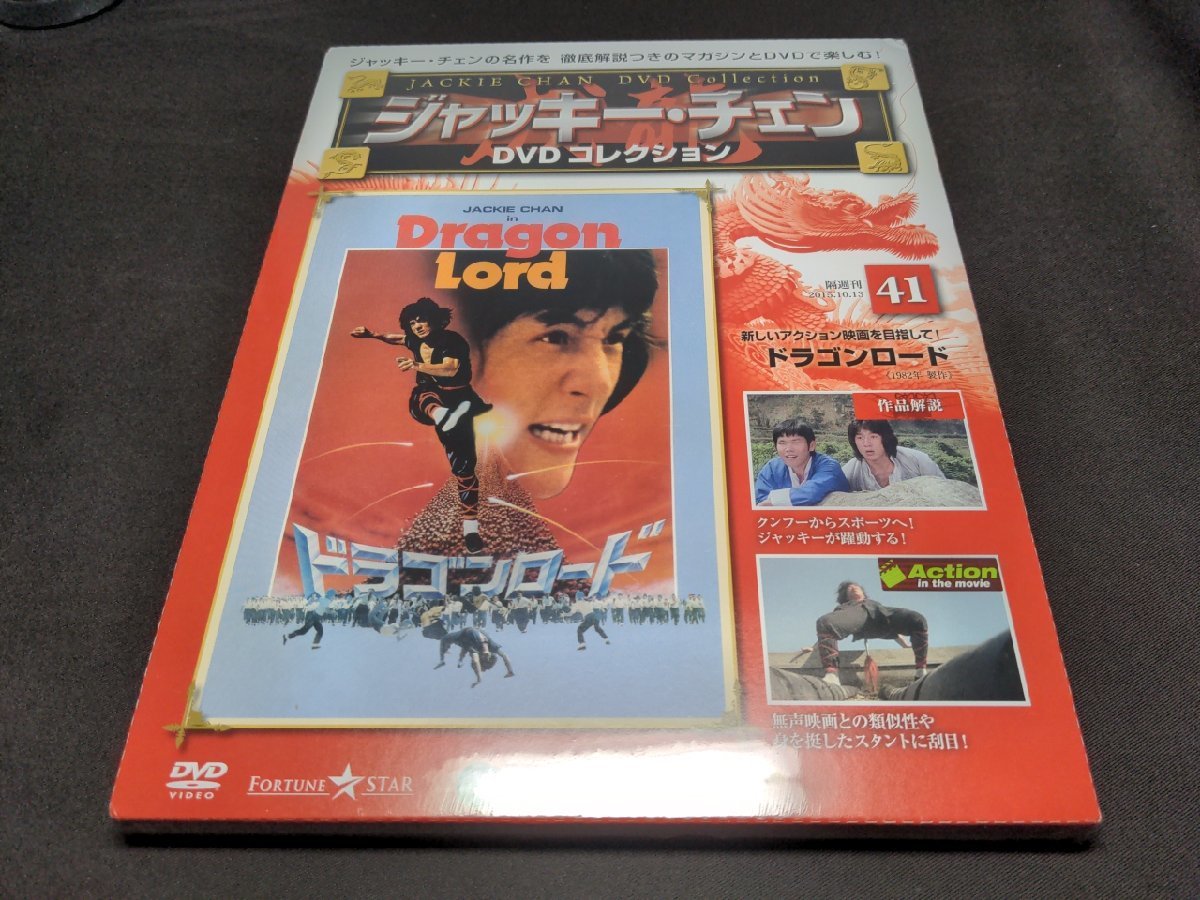 ジャッキー・チェンの名作を 徹底解説つきのマガジンとDVDで楽しむ!
JACKIE CHAN DVD Collection
ジャッキー・チェン
DVDコレクション
JACKIE CHAN
in
Dragon
Lord
ドラゴンロード
隔週刊
2015.10.13
41
新しいアクション映画を目指して!
ドラゴンロード
〈1982年 製作〉
作品解説
クンフーからスポーツへ!
ジャッキーが躍動する!
Action
in the movie
無声映画との類似性や
身を挺したスタントに刮目!
DVD
VIDEO
FORTUNE STAR